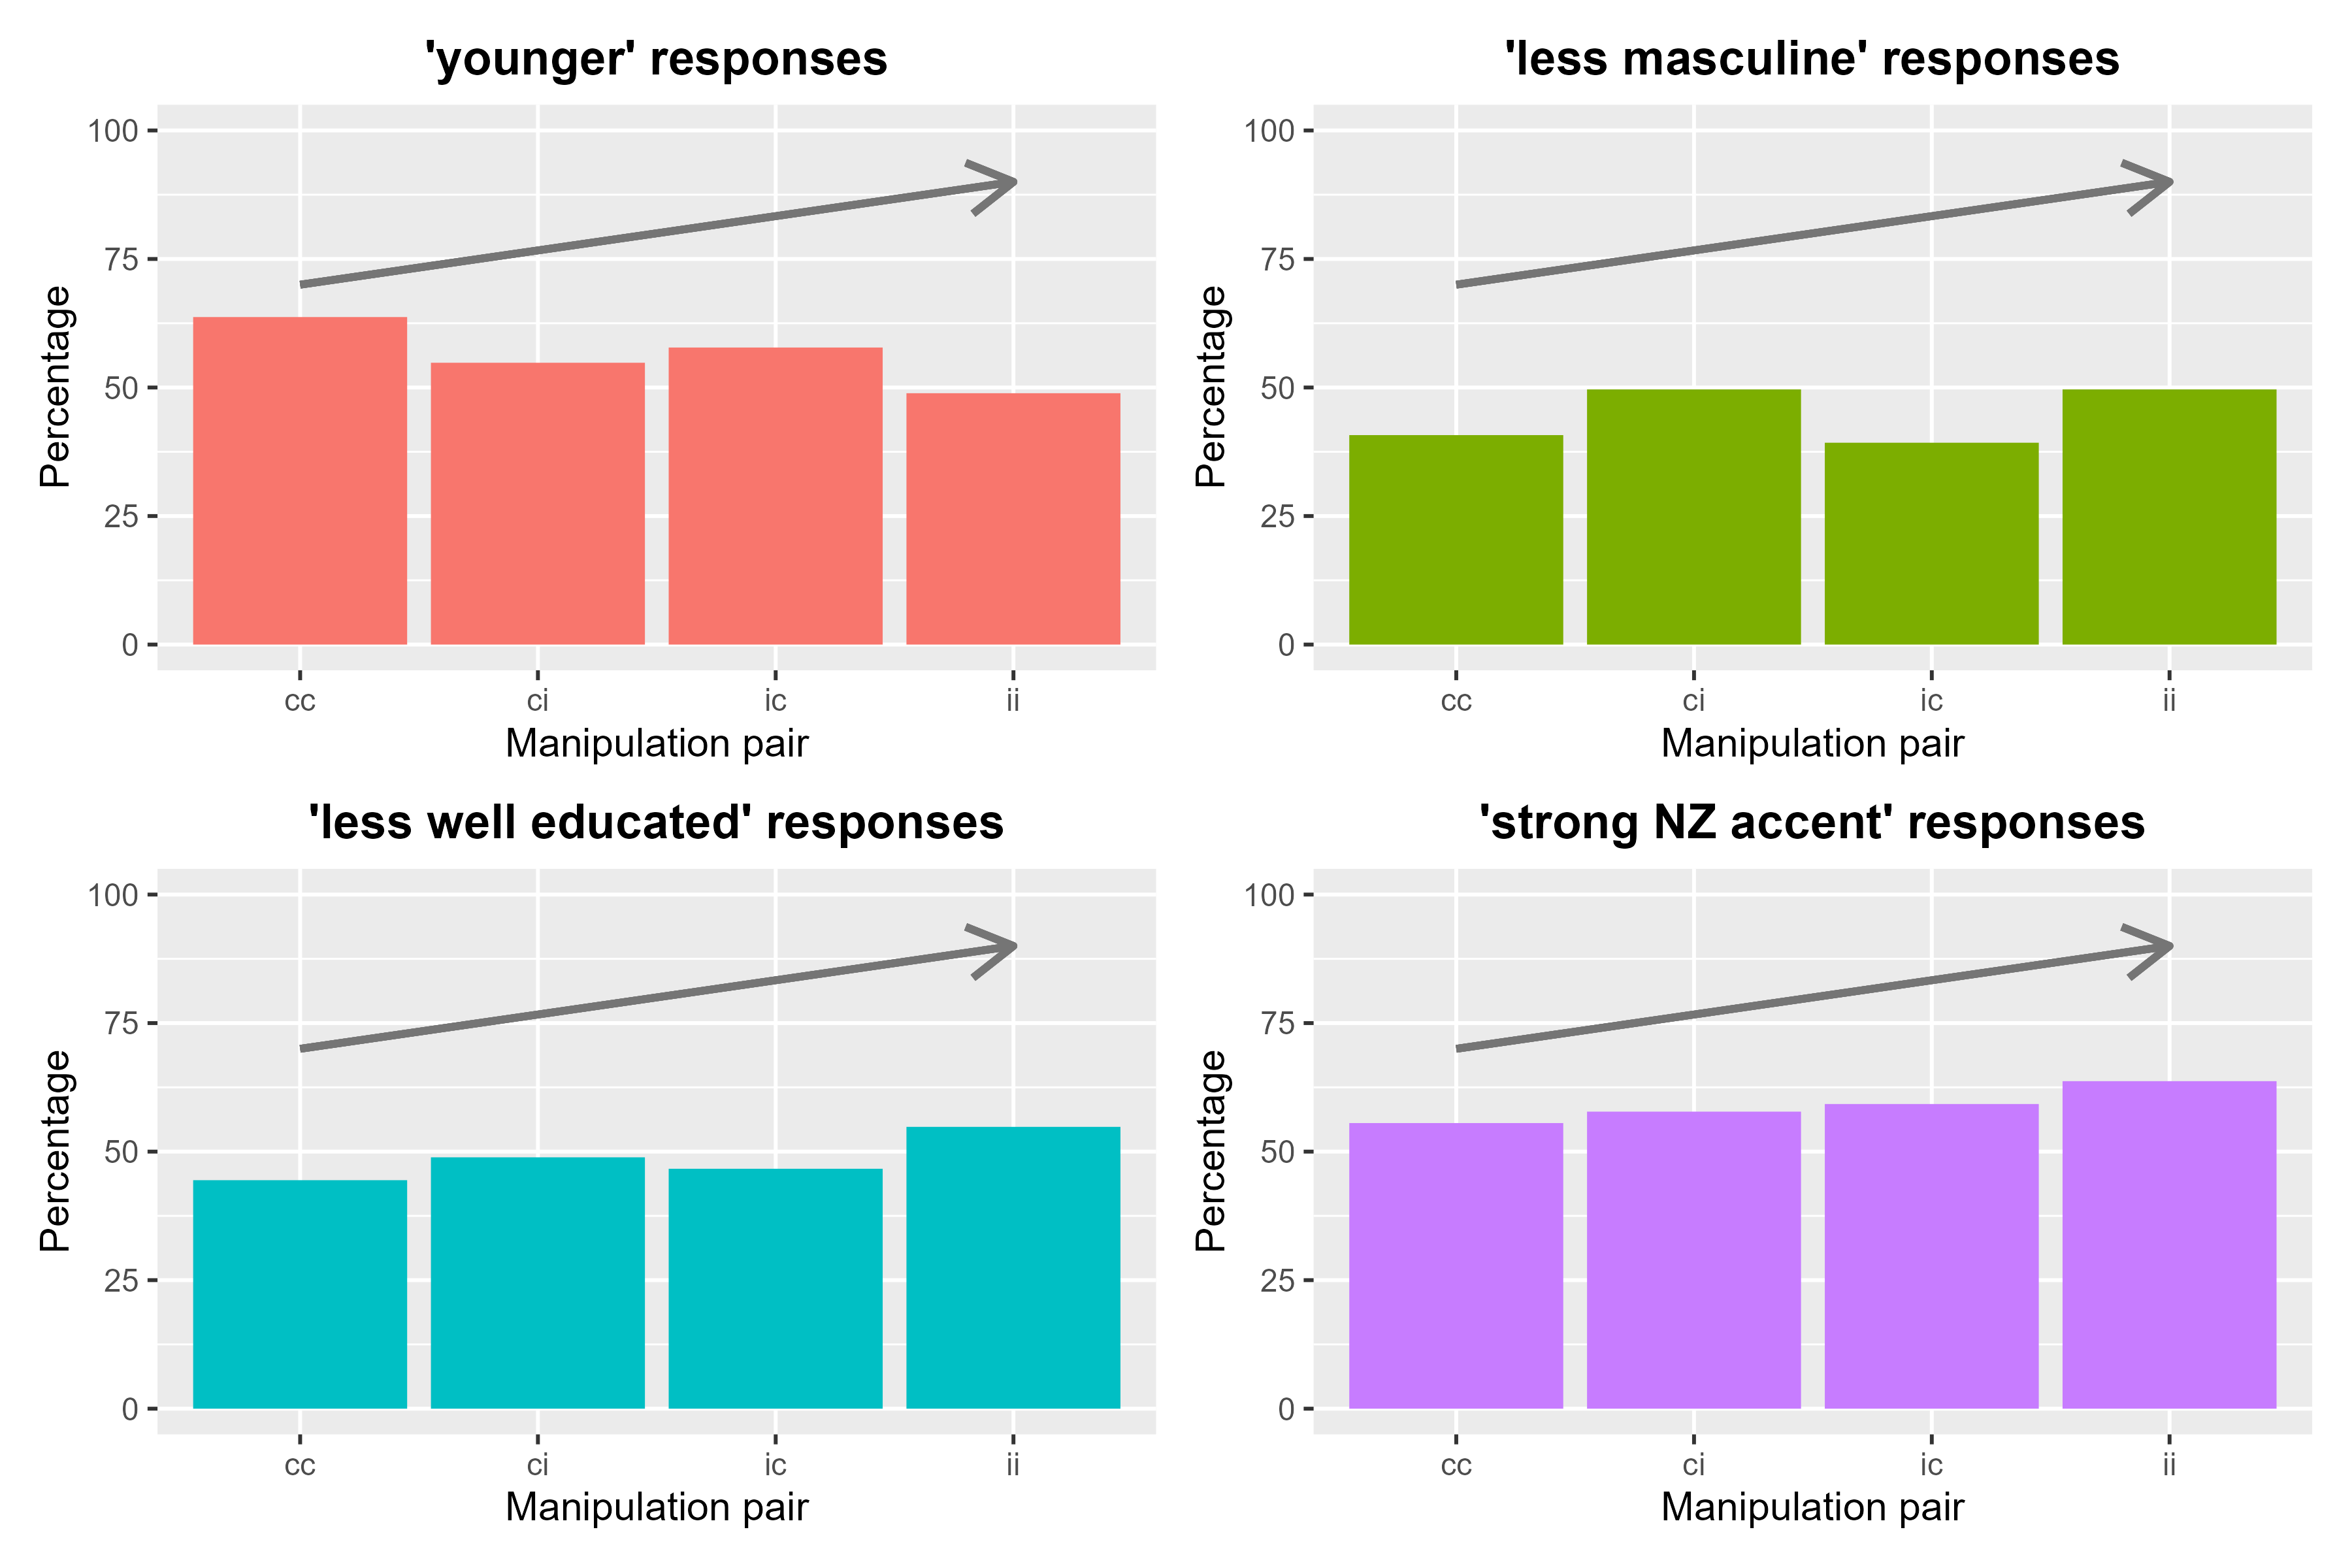 'younger' responses
100
75
50
25
0
Percentage
cc ci ic ii
Manipulation pair
'less masculine' responses
100
75
50
25
0
Percentage
cc ci ic ii
Manipulation pair
'less well educated' responses
100
75
50
25
0
Percentage
cc ci ic ii
Manipulation pair
'strong NZ accent' responses
100
75
50
25
0
Percentage
cc ci ic ii
Manipulation pair